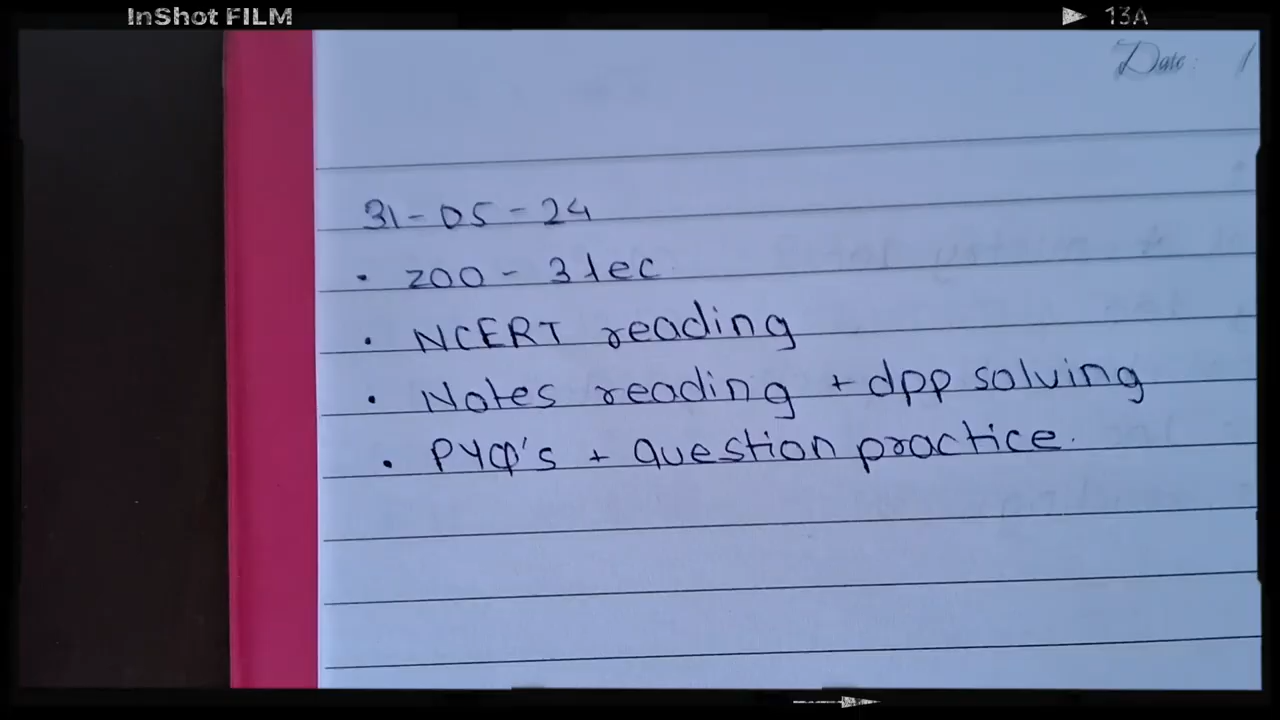 InShot FILM
13A
Date: /
31-05-24
• zoo - 3 lec
• NCERT reading
• Notes reading + dpp solving
• PYQ's + Question practice.